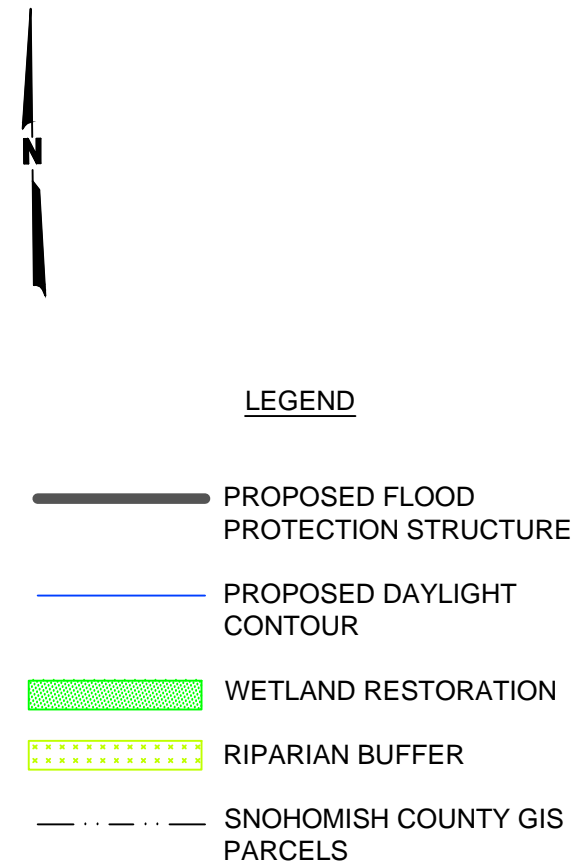 N
LEGEND
PROPOSED FLOOD
PROTECTION STRUCTURE
PROPOSED DAYLIGHT
CONTOUR
WETLAND RESTORATION
RIPARIAN BUFFER
SNOHOMISH COUNTY GIS
PARCELS